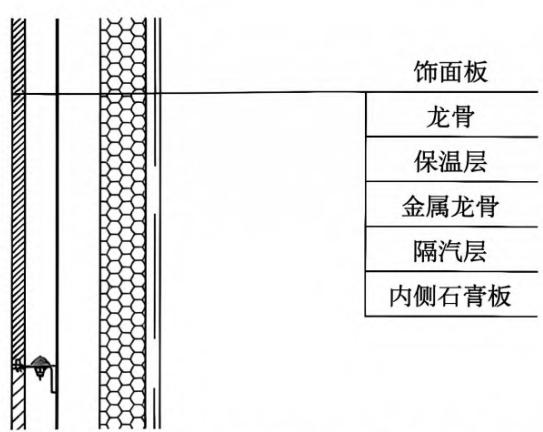 饰面板
龙骨
保温层
金属龙骨
隔汽层
内侧石膏板